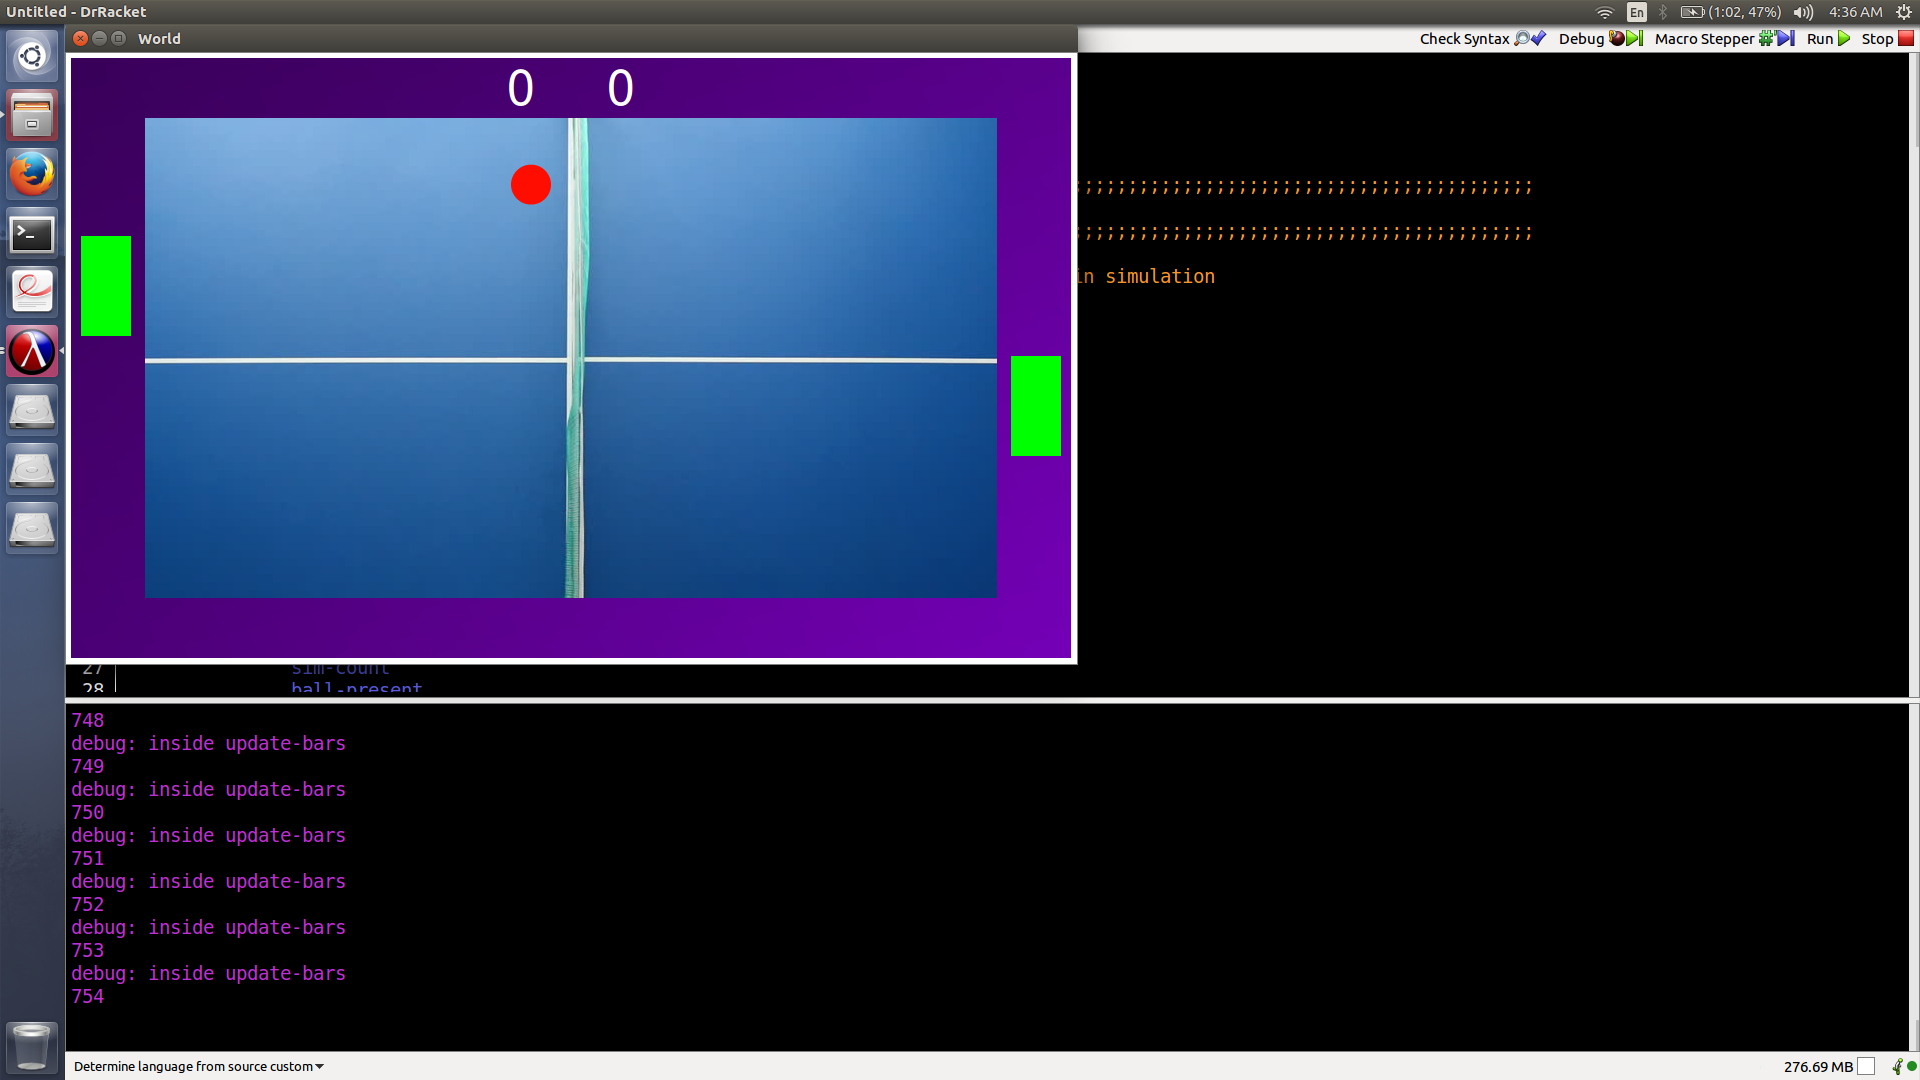 Untitled - DrRacket
En
(1:02, 47%)
4:36 AM
World
Check Syntax
Debug
Macro Stepper
Run
Stop
0 0
;;;;;;;;;;;;;;;;;;;;;;;;;;;;;;;;;;;;;;;;;;
;;;;;;;;;;;;;;;;;;;;;;;;;;;;;;;;;;;;;;;;;;
in simulation
27 sim-count
28 ball-present
748
debug: inside update-bars
749
debug: inside update-bars
750
debug: inside update-bars
751
debug: inside update-bars
752
debug: inside update-bars
753
debug: inside update-bars
754
Determine language from source custom
276.69 MB